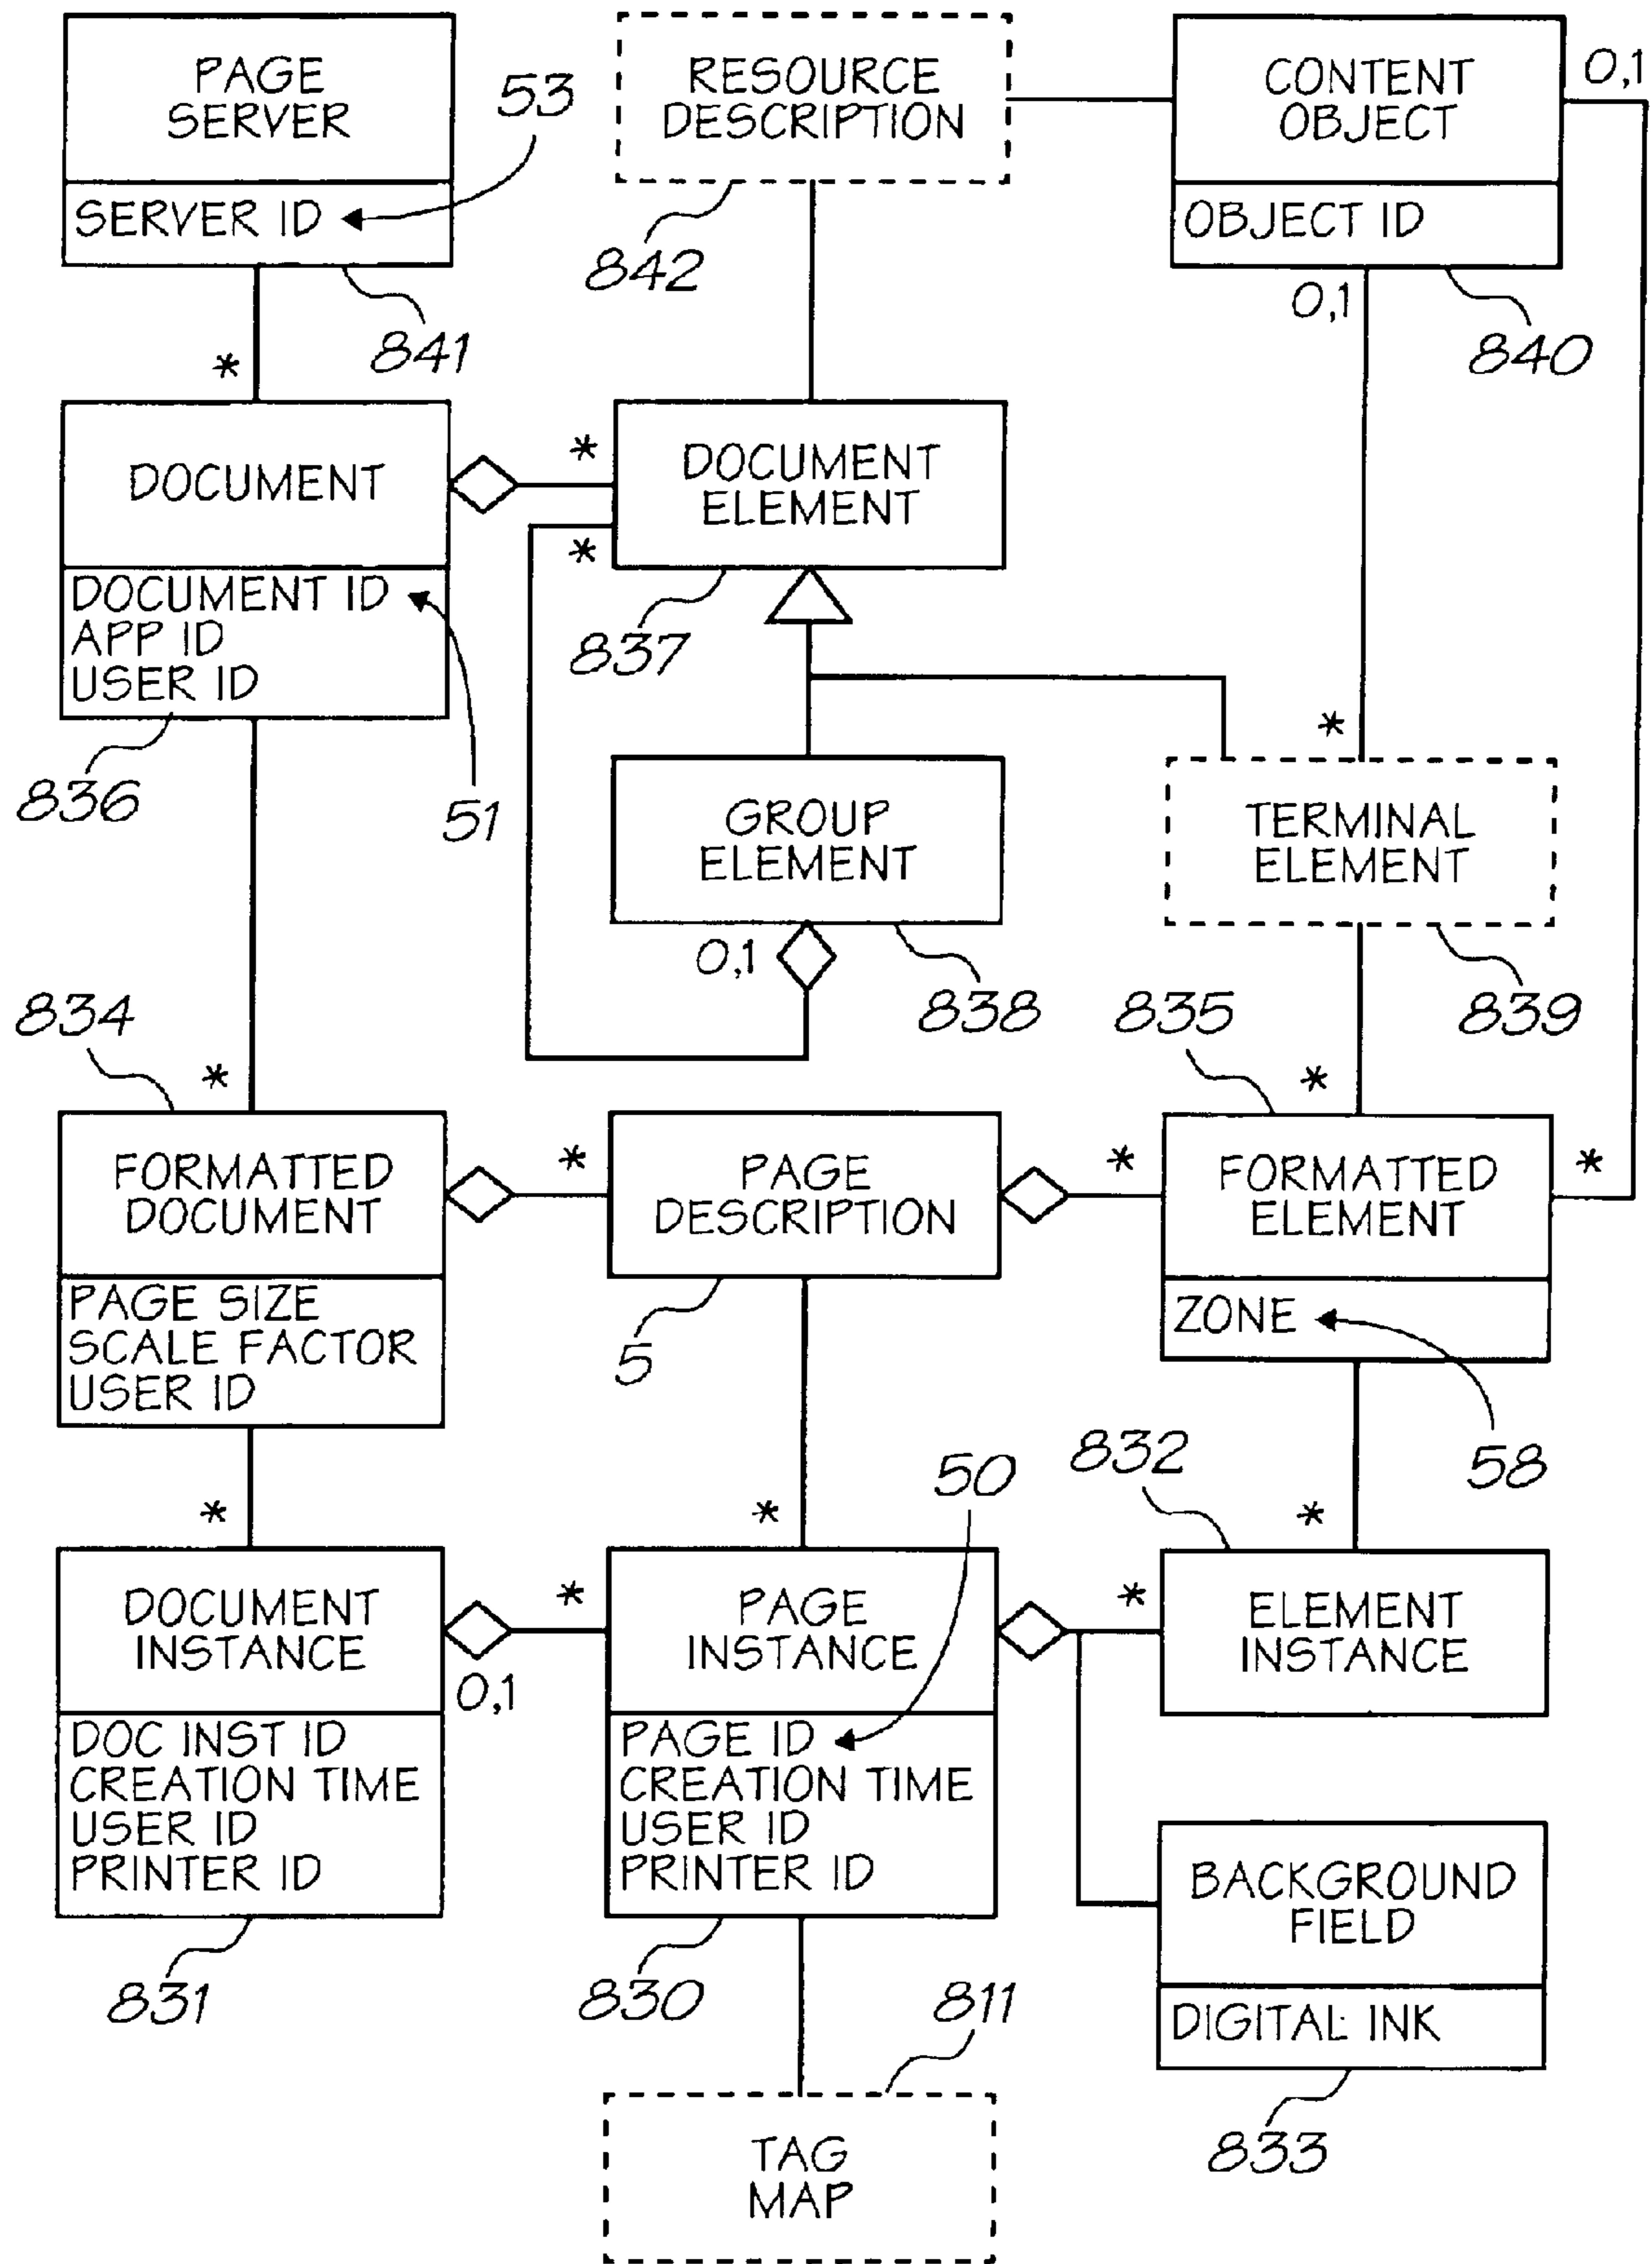 PAGE
SERVER
SERVER ID
53
841
*
RESOURCE
DESCRIPTION
842
CONTENT
OBJECT
OBJECT ID
0,1
0,1
840
DOCUMENT
DOCUMENT ID
APP ID
USER ID
836
51
*
*
DOCUMENT
ELEMENT
837
GROUP
ELEMENT
0,1
838
*
TERMINAL
ELEMENT
839
834
*
FORMATTED
DOCUMENT
PAGE SIZE
SCALE FACTOR
USER ID
*
PAGE
DESCRIPTION
5
835
*
*
*
FORMATTED
ELEMENT
ZONE
58
*
DOCUMENT
INSTANCE
0,1
DOC INST ID
CREATION TIME
USER ID
PRINTER ID
831
*
*
50
PAGE
INSTANCE
PAGE ID
CREATION TIME
USER ID
PRINTER ID
830
832
*
*
ELEMENT
INSTANCE
BACKGROUND
FIELD
DIGITAL INK
833
811
TAG
MAP